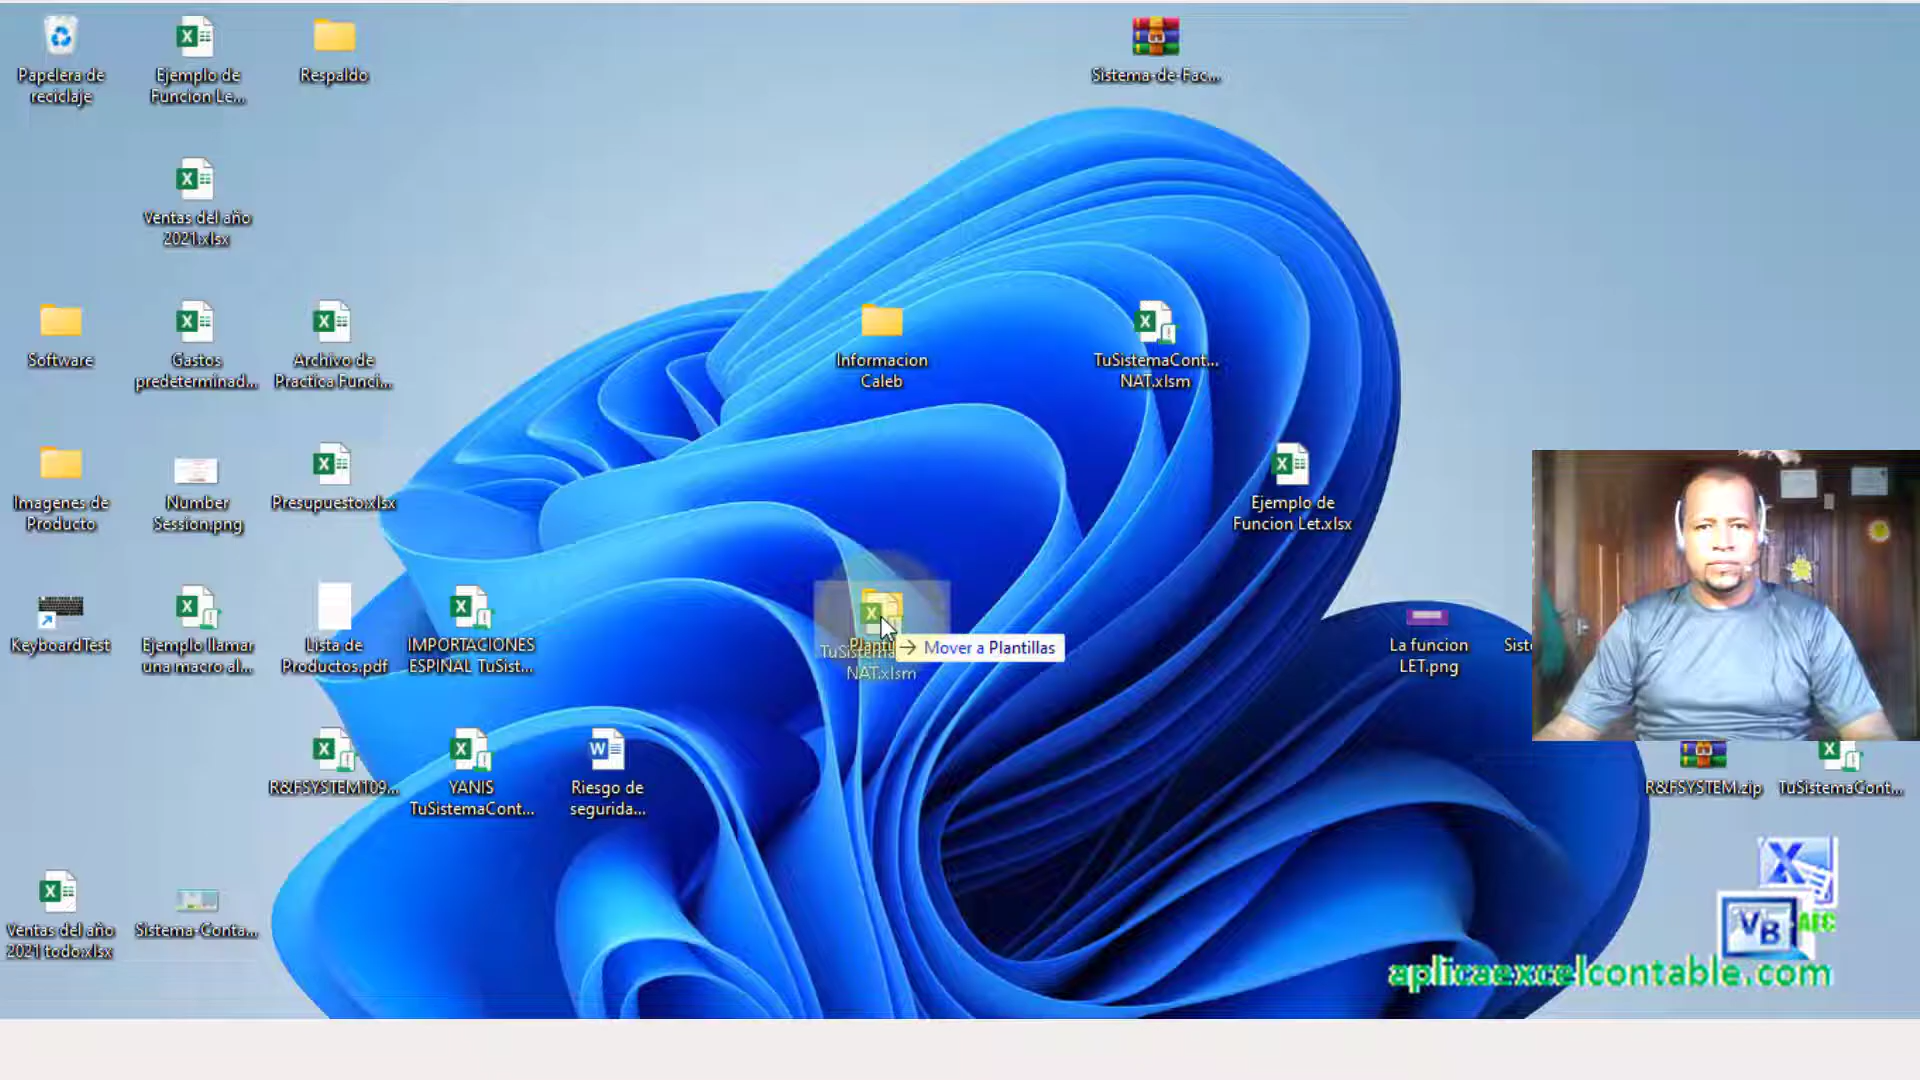 Papelera de
reciclaje
Ejemplo de
Funcion Le...
Respaldo
Sistema-de-Fac...
Ventas del año
2021.xlsx
Software
Gastos
predeterminad...
Archivo de
Practica Funci...
Informacion
Caleb
TuSistemaCont...
NAT.xlsm
Imagenes de
Producto
Number
Session.png
Presupuesto.xlsx
Ejemplo de
Funcion Let.xlsx
KeyboardTest
Ejemplo llamar
una macro al...
Lista de
Productos.pdf
IMPORTACIONES
ESPINAL TuSist...
NAT.xlsm
→ Mover a Plantillas
La funcion
LET.png
R&FSYSTEM109...
YANIS
TuSistemaCont...
Riesgo de
segurida...
R&FSYSTEM.zip
TuSistemaCont...
Ventas del año
2021 todo.xlsx
Sistema-Conta...
VB
AEC
aplicaexcelcontable.com